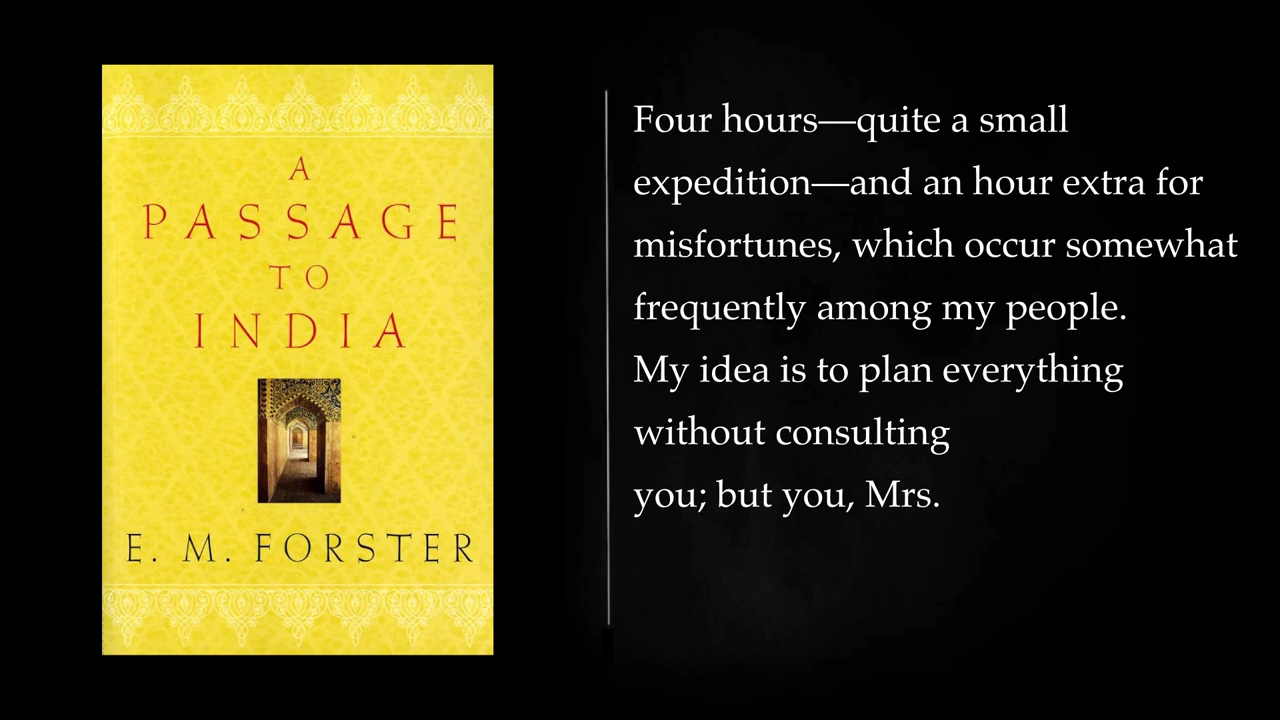 A
PASSAGE
TO
INDIA
E. M. FORSTER
Four hours—quite a small
expedition—and an hour extra for
misfortunes, which occur somewhat
frequently among my people.
My idea is to plan everything
without consulting
you; but you, Mrs.